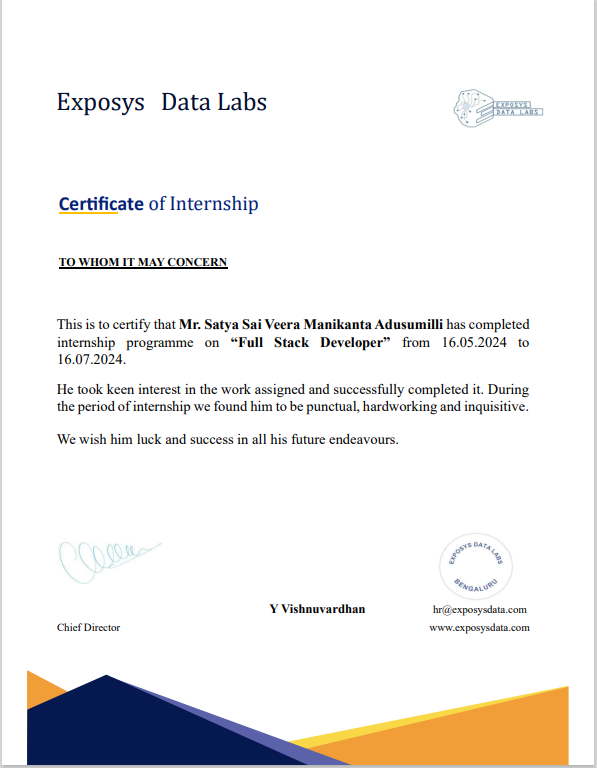 Exposys Data Labs
EXPOSYS
DATA LABS
Certificate of Internship
TO WHOM IT MAY CONCERN
This is to certify that Mr. Satya Sai Veera Manikanta Adusumilli has completed
internship programme on “Full Stack Developer” from 16.05.2024 to
16.07.2024.
He took keen interest in the work assigned and successfully completed it. During
the period of internship we found him to be punctual, hardworking and inquisitive.
We wish him luck and success in all his future endeavours.
EXPOSYS DATA LABS
BENGALURU
Y Vishnuvardhan
hr@exposysdata.com
Chief Director
www.exposysdata.com